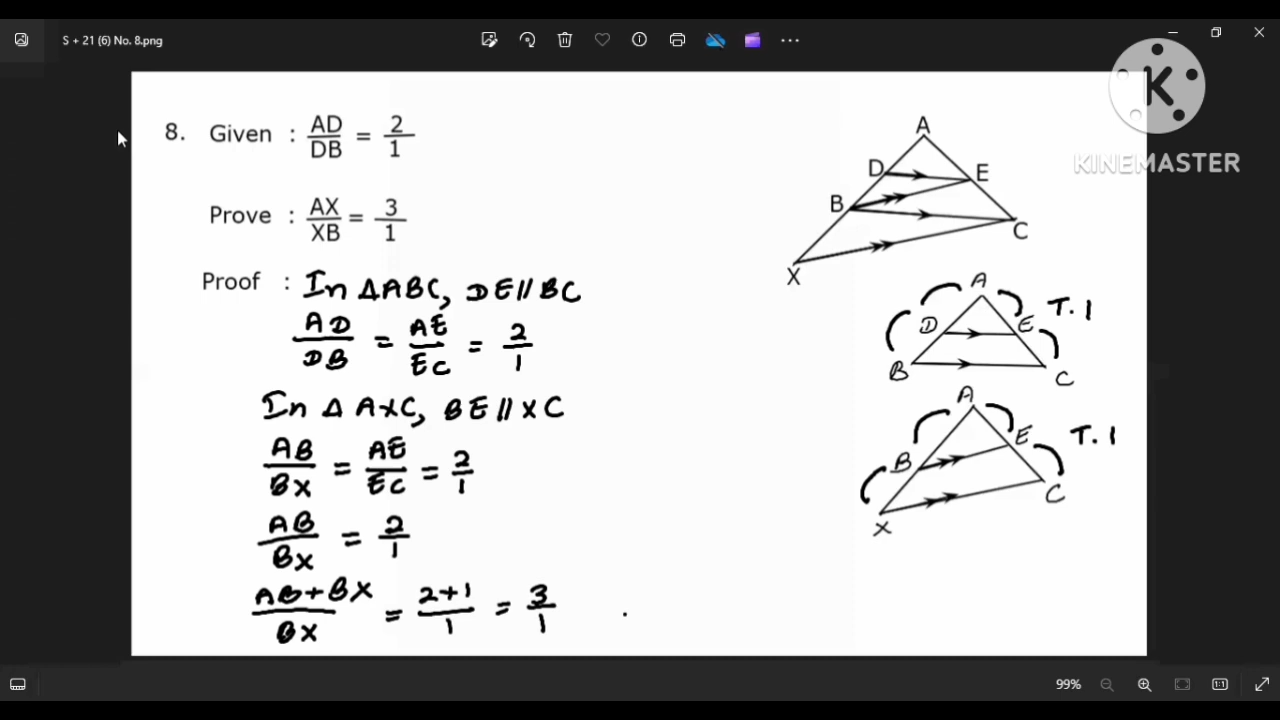 S + 21 (6) No. 8.png
K
KINEMASTER
8. Given : AD/DB = 2/1
Prove : AX/XB = 3/1
Proof : In ΔABC, DE//BC
AD/DB = AE/EC = 2/1
In Δ AXC, BE//XC
AB/BX = AE/EC = 2/1
AB/BX = 2/1
AB+BX/BX = 2+1/1 = 3/1
A
D
E
B
C
X
A
T.1
D
E
B
C
A
E
T.1
B
C
X
99%
1:1